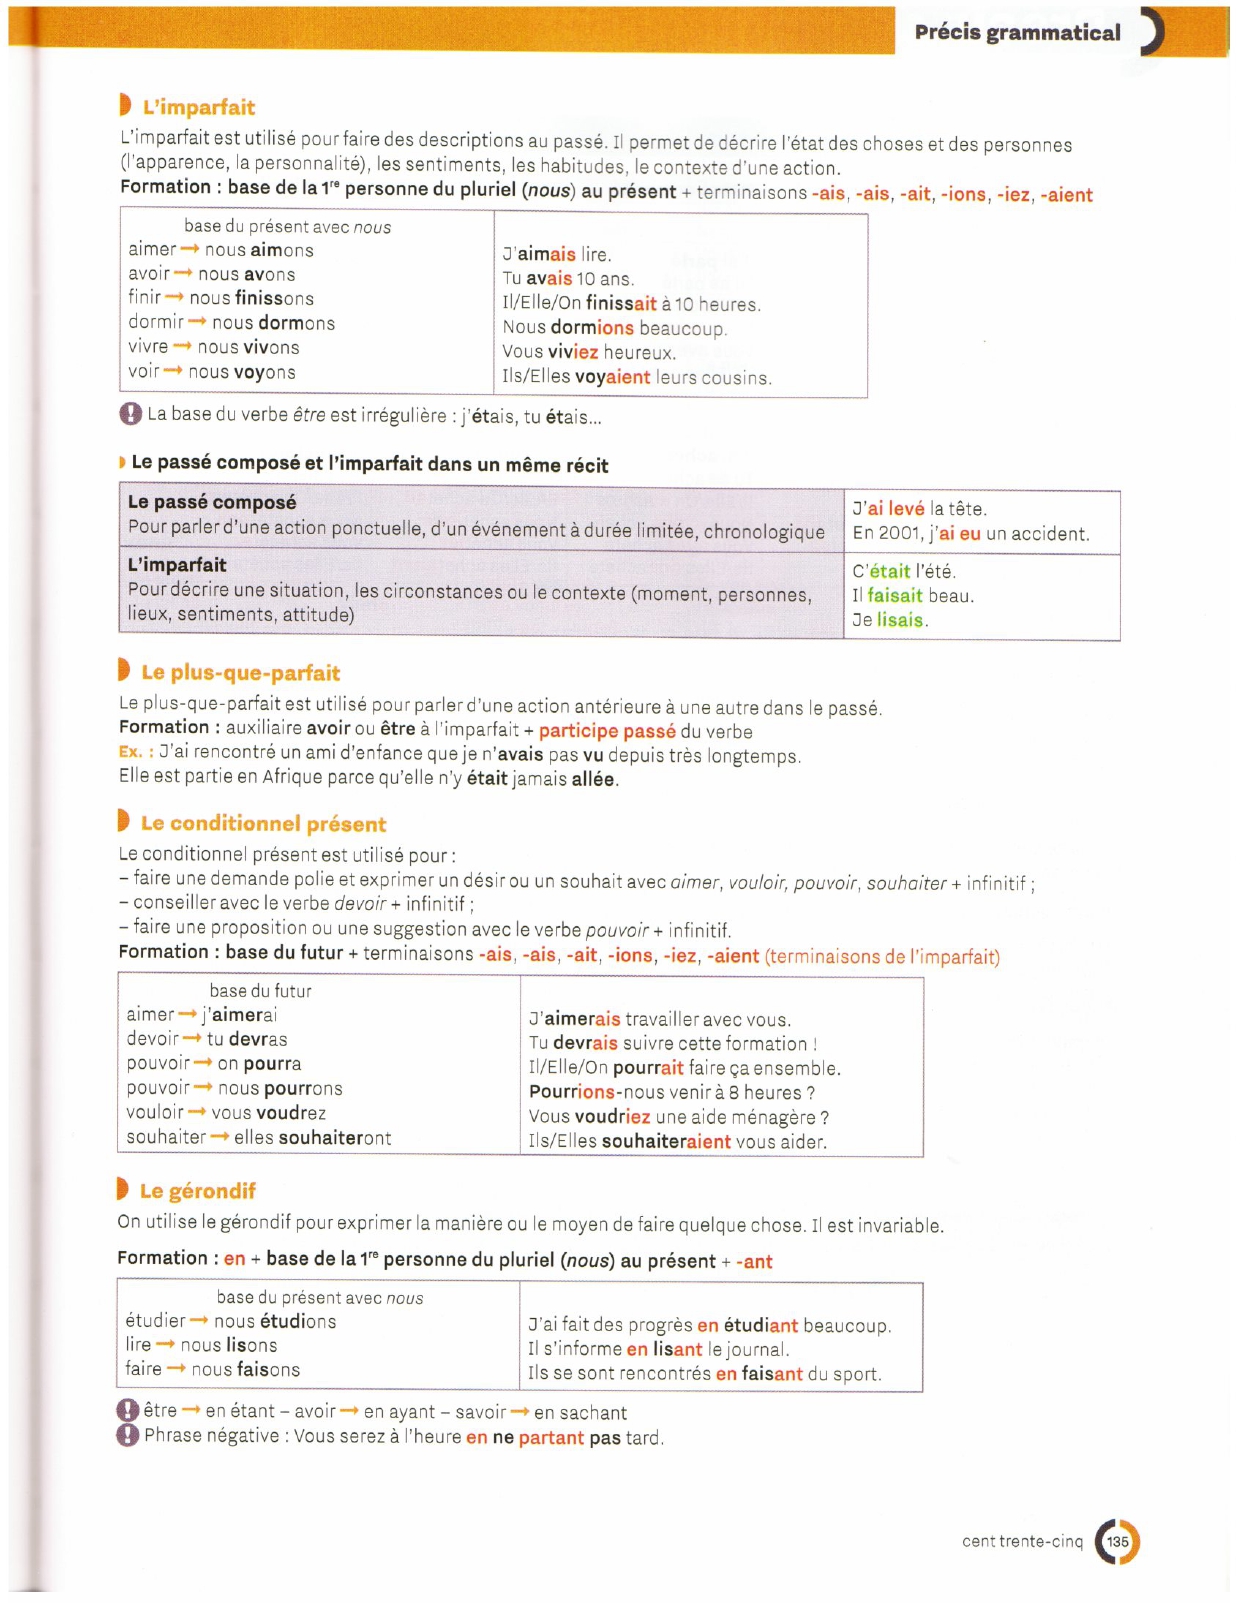 Précis grammatical
L'imparfait
L'imparfait est utilisé pour faire des descriptions au passé. Il permet de décrire l'état des choses et des personnes
(l'apparence, la personnalité), les sentiments, les habitudes, le contexte d'une action.
Formation : base de la 1re personne du pluriel (nous) au présent + terminaisons -ais, -ais, -ait, -ions, -iez, -aient
base du présent avec nous
aimer → nous aimons J'aimais lire.
avoir → nous avons Tu avais 10 ans.
finir → nous finissons Il/Elle/On finissait à 10 heures.
dormir → nous dormons Nous dormions beaucoup.
vivre → nous vivons Vous viviez heureux.
voir → nous voyons Ils/Elles voyaient leurs cousins.
La base du verbe être est irrégulière : j'étais, tu étais...
Le passé composé et l'imparfait dans un même récit
Le passé composé
Pour parler d'une action ponctuelle, d'un événement à durée limitée, chronologique
J'ai levé la tête.
En 2001, j'ai eu un accident.
L'imparfait
Pour décrire une situation, les circonstances ou le contexte (moment, personnes,
lieux, sentiments, attitude)
C'était l'été.
Il faisait beau.
Je lisais.
Le plus-que-parfait
Le plus-que-parfait est utilisé pour parler d'une action antérieure à une autre dans le passé.
Formation : auxiliaire avoir ou être à l'imparfait + participe passé du verbe
Ex. : J'ai rencontré un ami d'enfance que je n'avais pas vu depuis très longtemps.
Elle est partie en Afrique parce qu'elle n'y était jamais allée.
Le conditionnel présent
Le conditionnel présent est utilisé pour :
– faire une demande polie et exprimer un désir ou un souhait avec aimer, vouloir, pouvoir, souhaiter + infinitif ;
– conseiller avec le verbe devoir + infinitif ;
– faire une proposition ou une suggestion avec le verbe pouvoir + infinitif.
Formation : base du futur + terminaisons -ais, -ais, -ait, -ions, -iez, -aient (terminaisons de l'imparfait)
base du futur
aimer → j'aimerai J'aimerais travailler avec vous.
devoir → tu devras Tu devrais suivre cette formation !
pouvoir → on pourra Il/Elle/On pourrait faire ça ensemble.
pouvoir → nous pourrons Pourrions-nous venir à 8 heures ?
vouloir → vous voudrez Vous voudriez une aide ménagère ?
souhaiter → elles souhaiteront Ils/Elles souhaiteraient vous aider.
Le gérondif
On utilise le gérondif pour exprimer la manière ou le moyen de faire quelque chose. Il est invariable.
Formation : en + base de la 1re personne du pluriel (nous) au présent + -ant
base du présent avec nous
étudier → nous étudions J'ai fait des progrès en étudiant beaucoup.
lire → nous lisons Il s'informe en lisant le journal.
faire → nous faisons Ils se sont rencontrés en faisant du sport.
être → en étant – avoir → en ayant – savoir → en sachant
Phrase négative : Vous serez à l'heure en ne partant pas tard.
cent trente-cinq 135